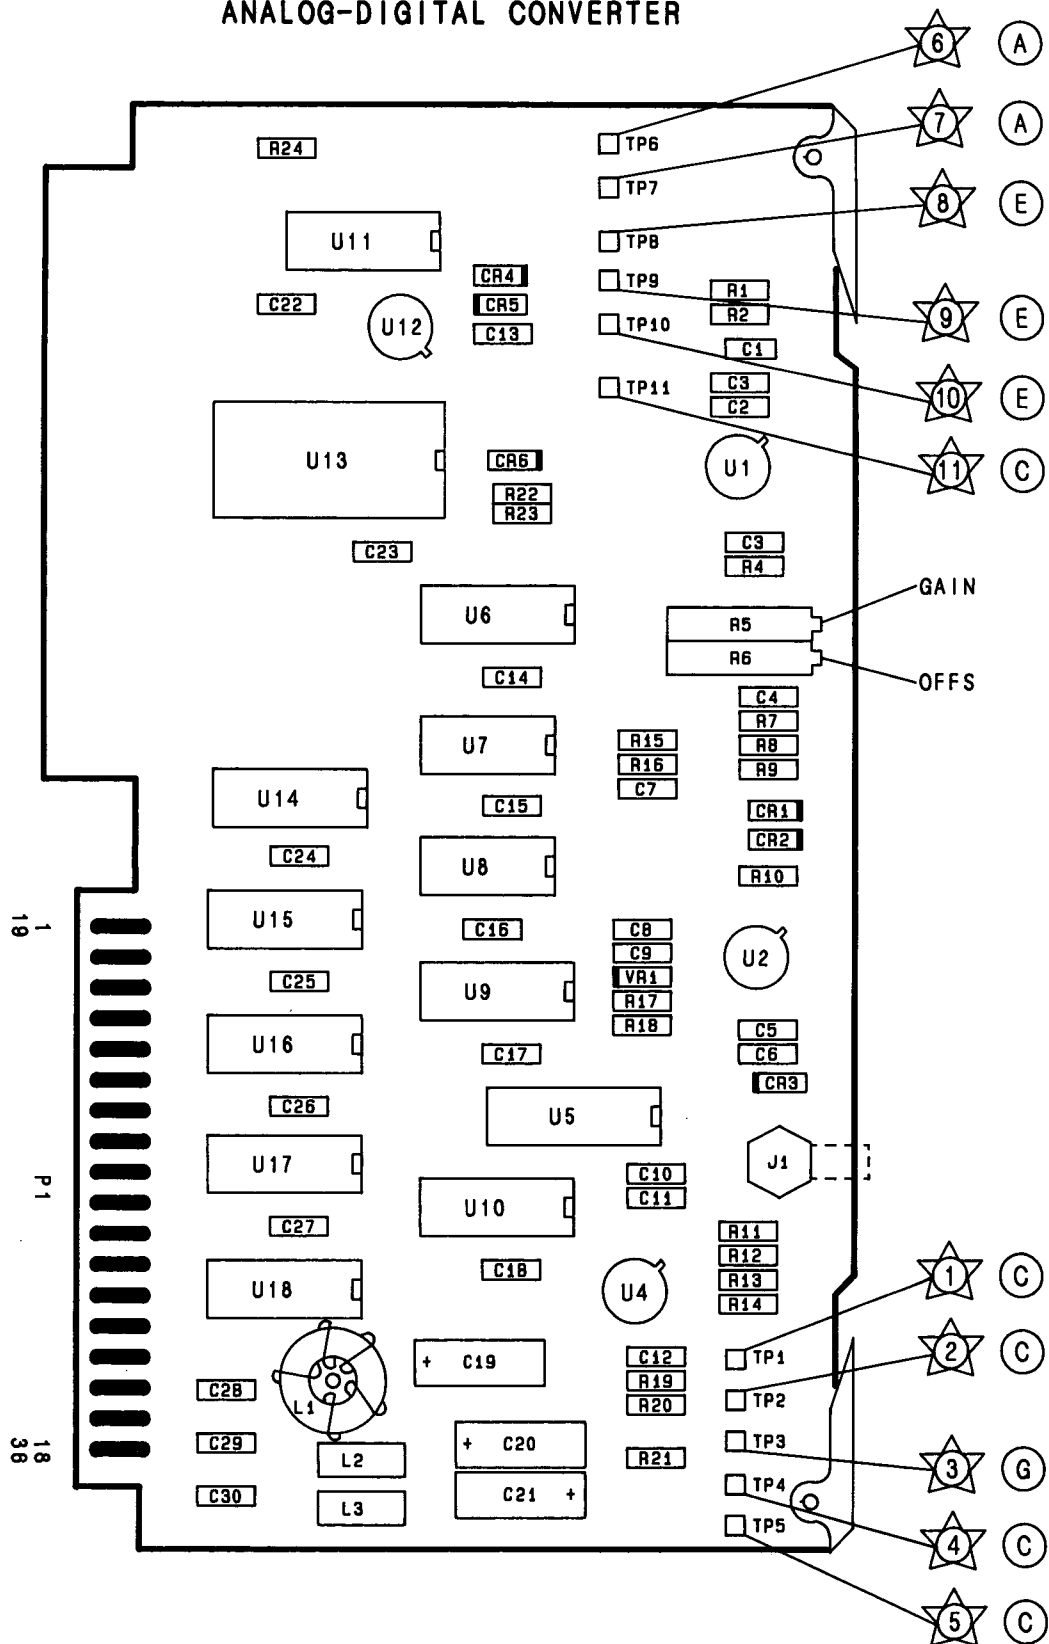 ANALOG-DIGITAL CONVERTER
6 A
7 A
R24
TP6
TP7
8 E
U11
TP8
CR4
TP9
R1
C22
CR5
R2
9 E
U12
C13
TP10
C1
TP11
C3
C2
10 E
U13
CR6
U1
11 C
R22
R23
C23
C3
R4
GAIN
U6
R5
R6
OFFS
C14
C4
R7
U7
R15
R8
R16
R9
C7
U14
C15
CR1
CR2
C24
U8
R10
1
19
U15
C16
C8
C9
U2
C25
U9
VR1
R17
R18
U16
C17
C5
C6
CR3
C26
U5
P1
U17
C10
J1
C11
U10
C27
R11
R12
C18
U4
R13
R14
U18
1 C
C12
TP1
2 C
+ C19
R19
C28
L1
R20
TP2
18
36
C29
+ C20
R21
TP3
L2
3 G
C30
C21 +
TP4
L3
TP5
4 C
5 C